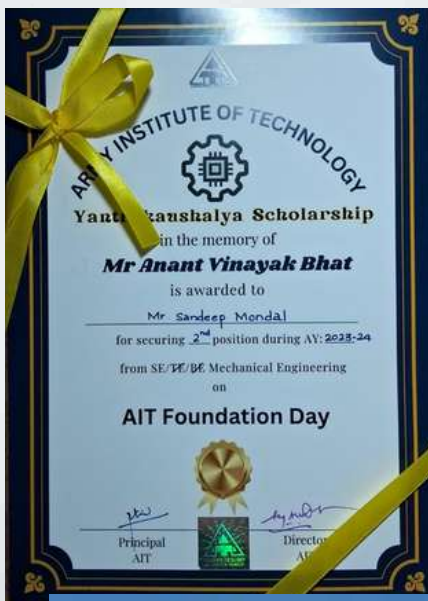 ARMY INSTITUTE OF TECHNOLOGY
Scholarship
in the memory of
Mr Anant Vinayak Bhat
is awarded to
Mr Sandeep Mondal
for securing 2nd position during AY: 2023-24
from SE/TE/BE Mechanical Engineering
on
AIT Foundation Day
Principal
Director
AIT